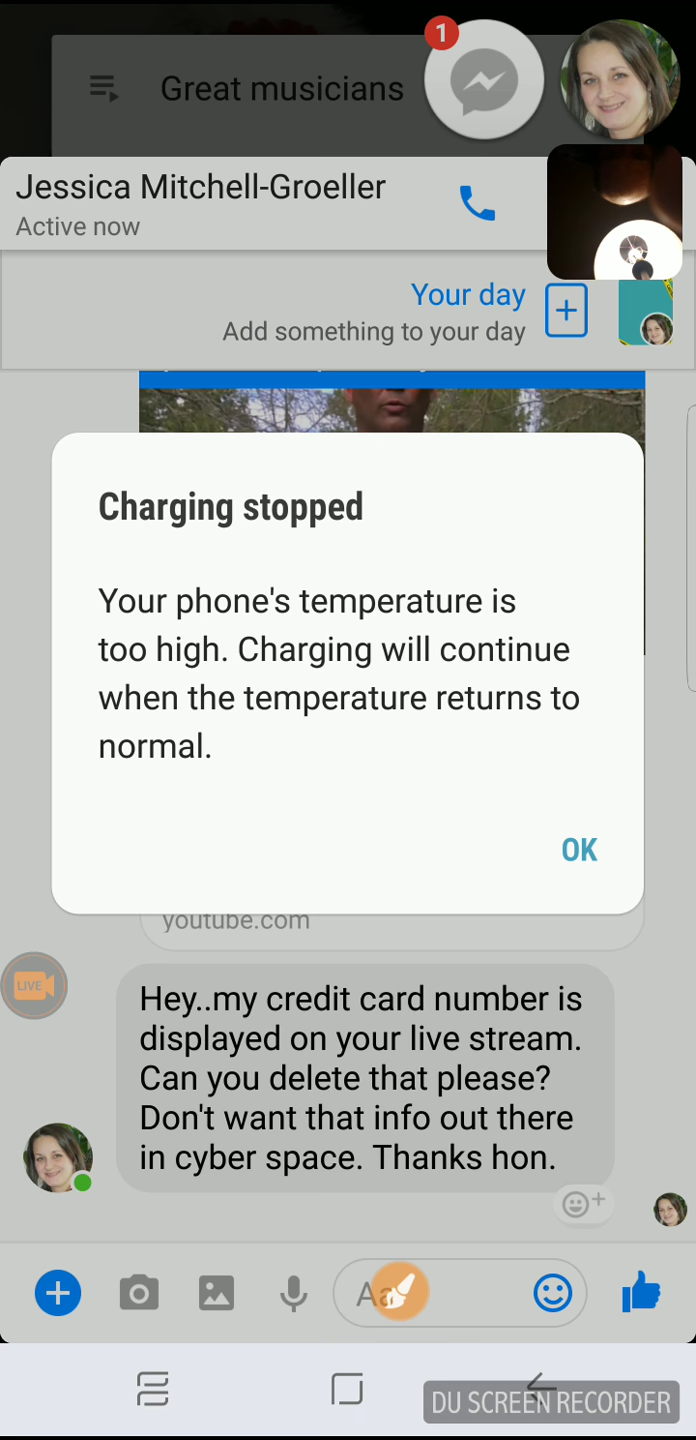 1
Great musicians
Jessica Mitchell-Groeller
Active now
Your day
Add something to your day
Charging stopped
Your phone's temperature is
too high. Charging will continue
when the temperature returns to
normal.
OK
youtube.com
LIVE
Hey..my credit card number is
displayed on your live stream.
Can you delete that please?
Don't want that info out there
in cyber space. Thanks hon.
Aa
DU SCREEN RECORDER